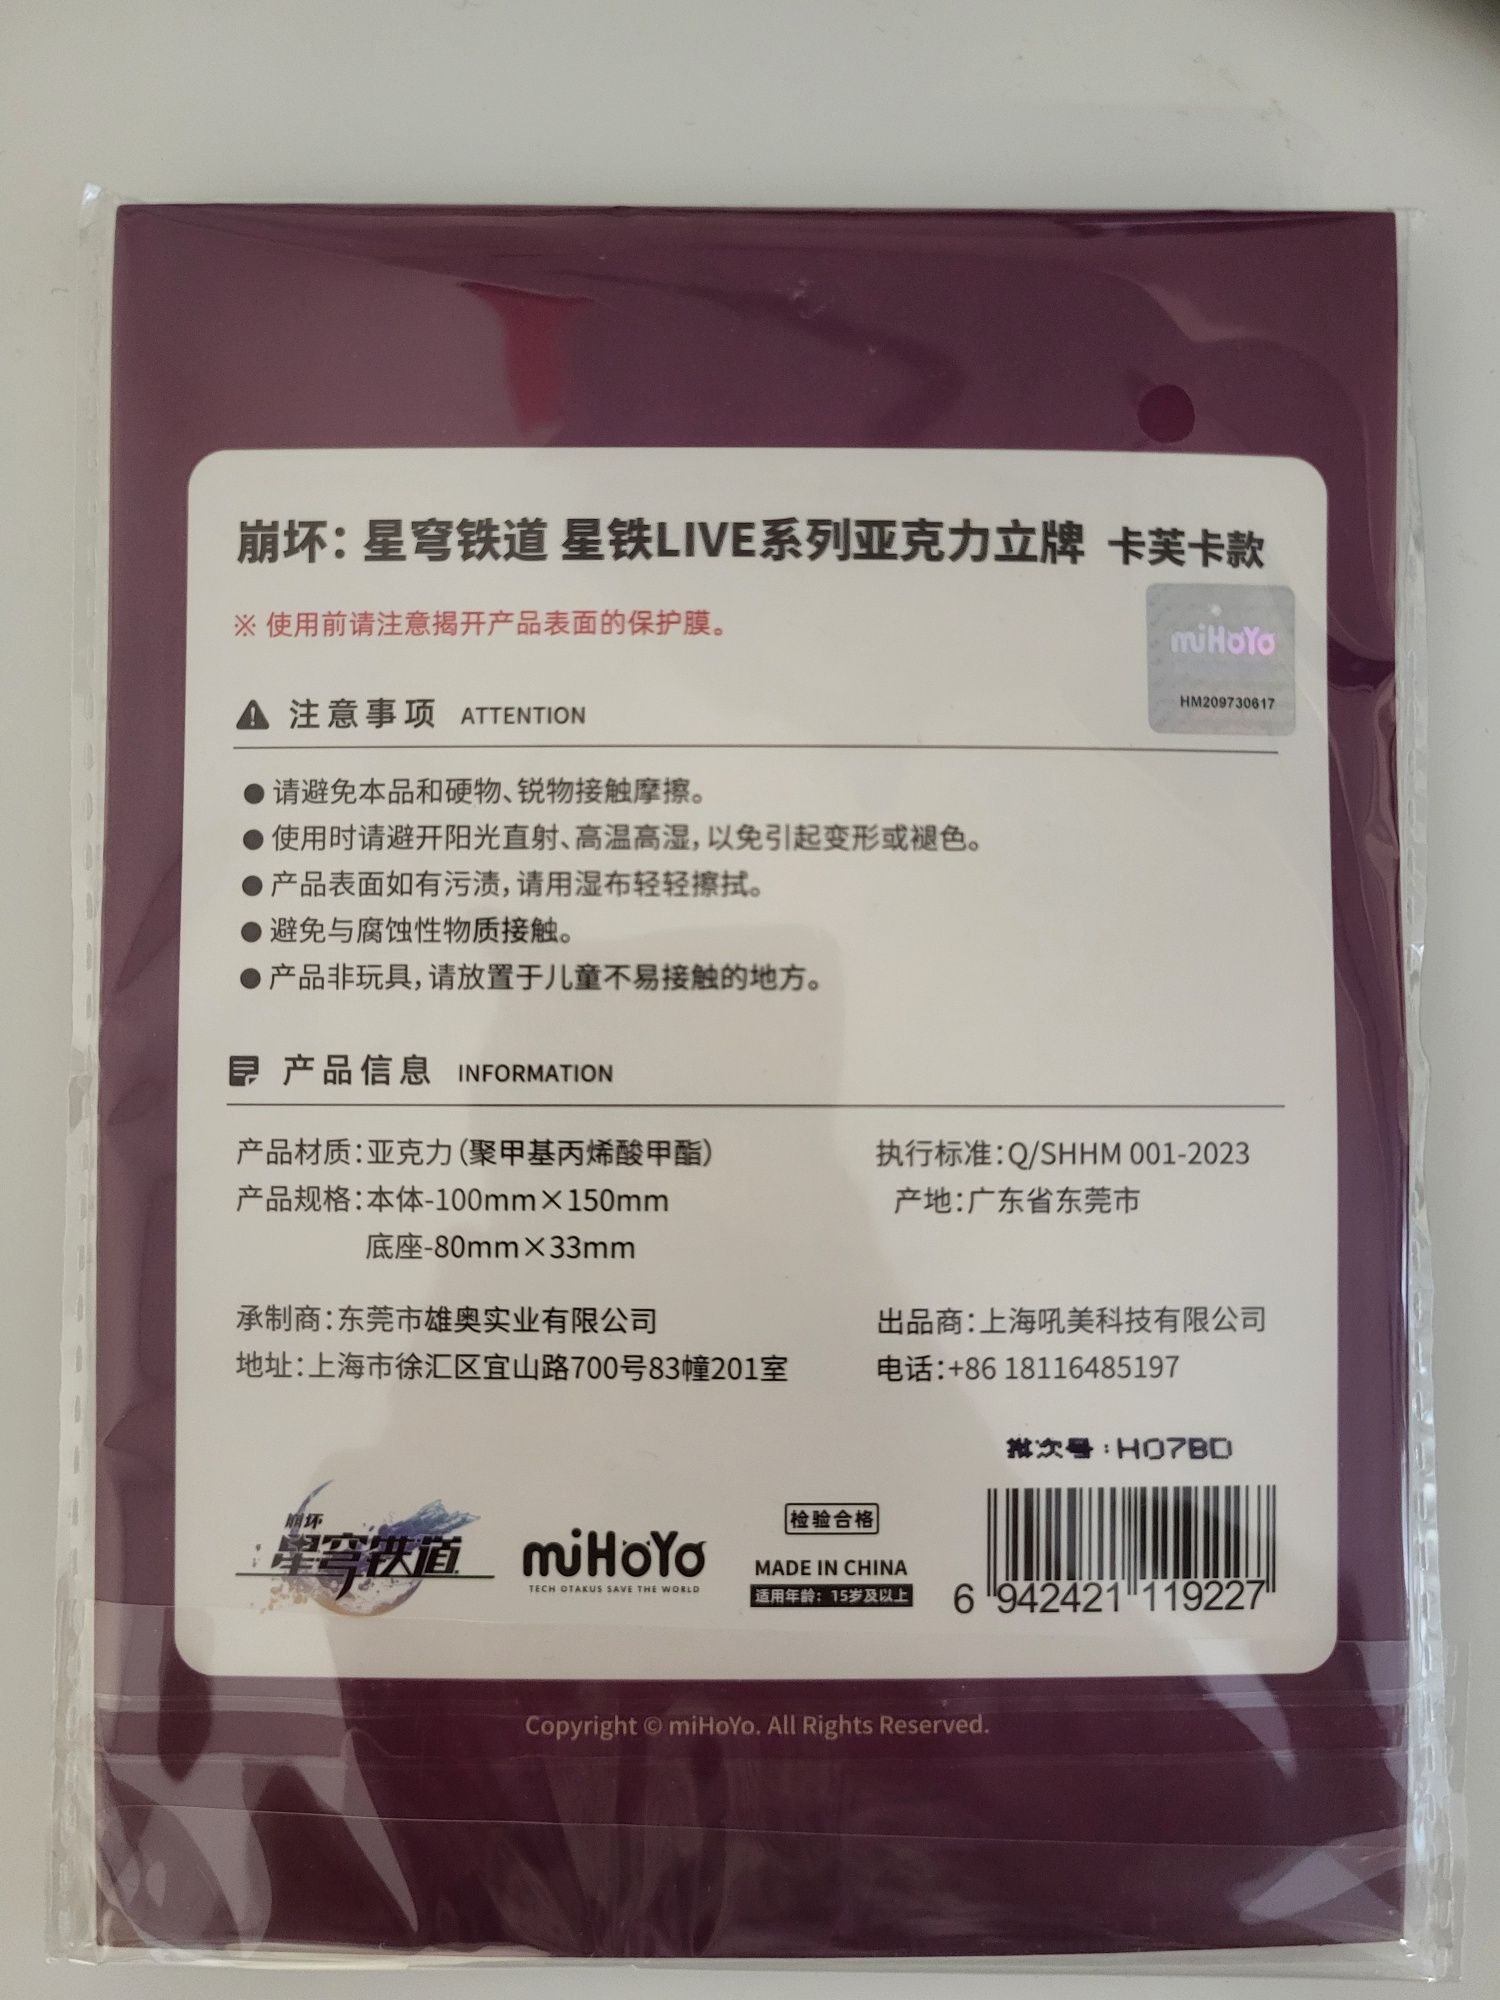 崩坏：星穹铁道 星铁LIVE系列亚克力立牌 卡芙卡款
※ 使用前请注意揭开产品表面的保护膜。
miHoYo
HM209730617
注意事项 ATTENTION
● 请避免本品和硬物、锐物接触摩擦。
● 使用时请避开阳光直射、高温高湿，以免引起变形或褪色。
● 产品表面如有污渍，请用湿布轻轻擦拭。
● 避免与腐蚀性物质接触。
● 产品非玩具，请放置于儿童不易接触的地方。
产品信息 INFORMATION
产品材质：亚克力（聚甲基丙烯酸甲酯） 执行标准：Q/SHHM 001-2023
产品规格：本体-100mm×150mm 产地：广东省东莞市
底座-80mm×33mm
承制商：东莞市雄奥实业有限公司 出品商：上海吼美科技有限公司
地址：上海市徐汇区宜山路700号83幢201室 电话：+86 18116485197
批次号：H07BD
崩坏
星穹铁道
miHoYo
TECH OTAKUS SAVE THE WORLD
检验合格
MADE IN CHINA
适用年龄：15岁及以上
6 942421 119227
Copyright © miHoYo. All Rights Reserved.